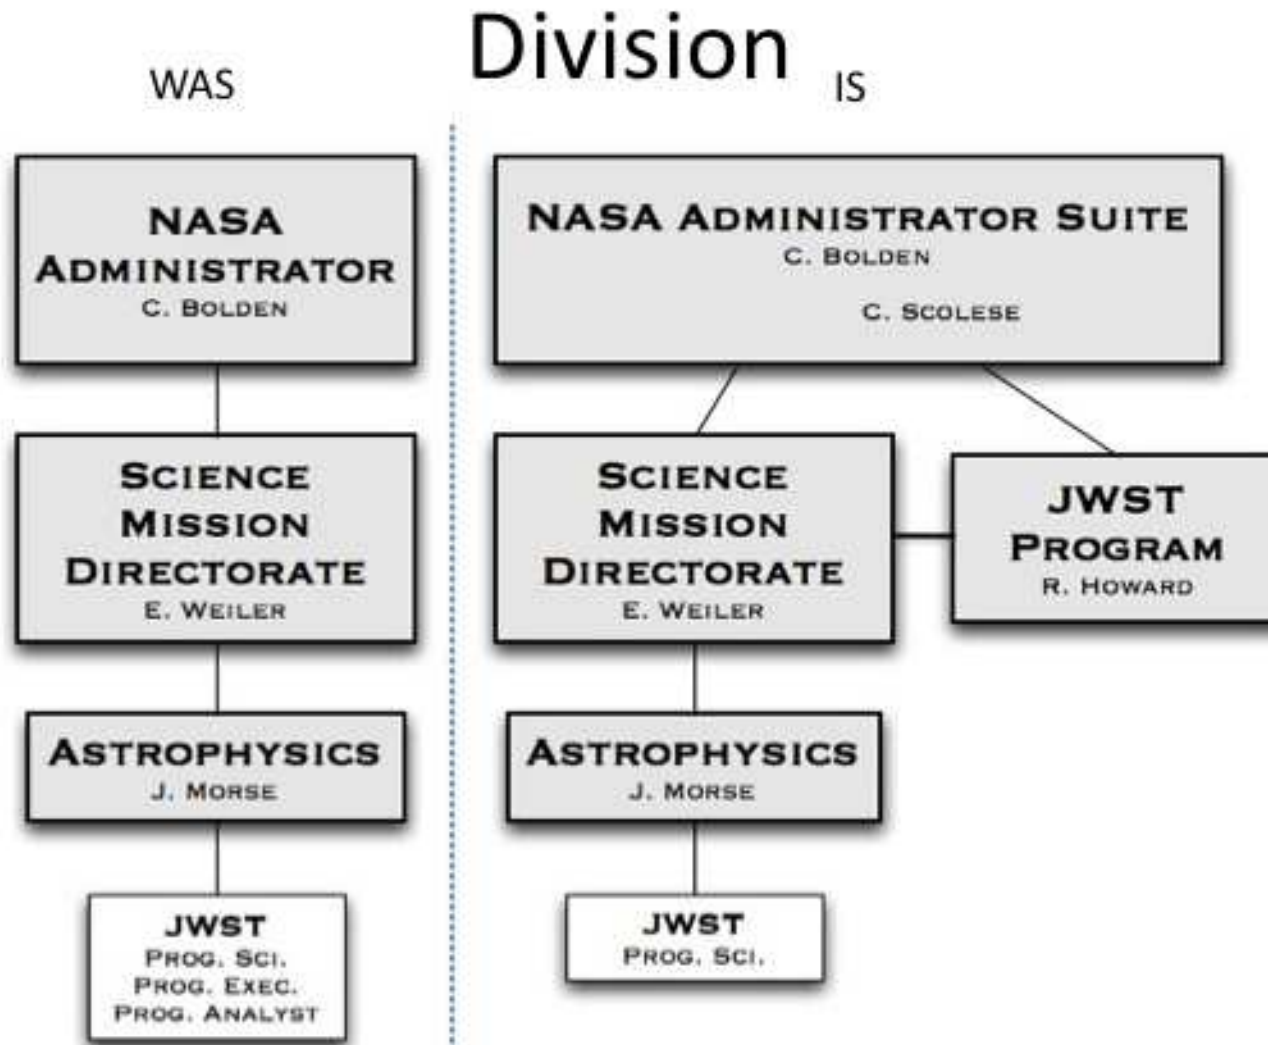 Division
WAS
IS
NASA
ADMINISTRATOR
C. BOLDEN
SCIENCE
MISSION
DIRECTORATE
E. WEILER
ASTROPHYSICS
J. MORSE
JWST
PROG. SCI.
PROG. EXEC.
PROG. ANALYST
NASA ADMINISTRATOR SUITE
C. BOLDEN
C. SCOLESE
SCIENCE
MISSION
DIRECTORATE
E. WEILER
JWST
PROGRAM
R. HOWARD
ASTROPHYSICS
J. MORSE
JWST
PROG. SCI.